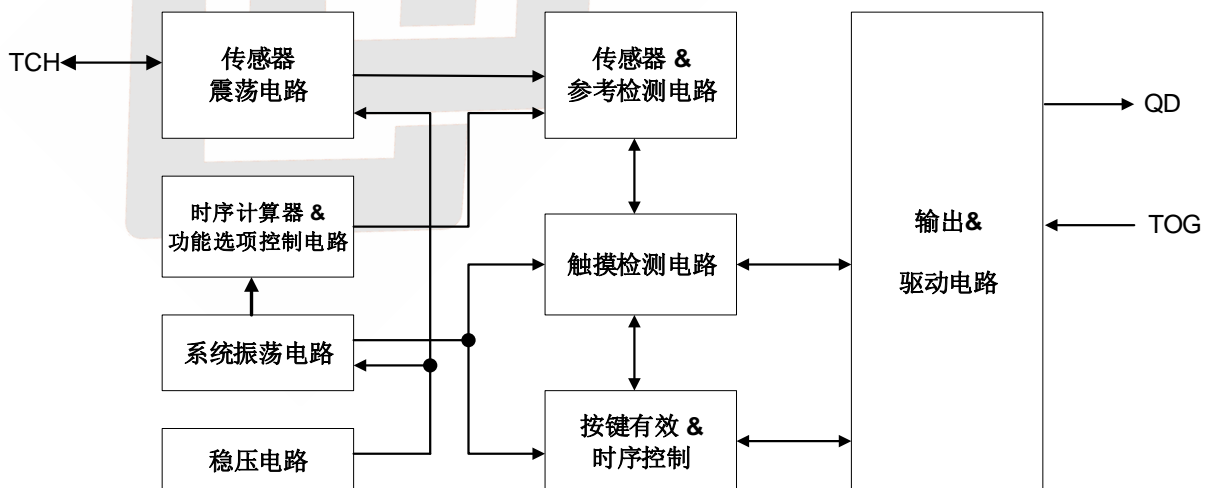 TCH
传感器
震荡电路
传感器 &
参考检测电路
QD
时序计算器 &
功能选项控制电路
输出&
驱动电路
TOG
触摸检测电路
系统振荡电路
按键有效 &
时序控制
稳压电路